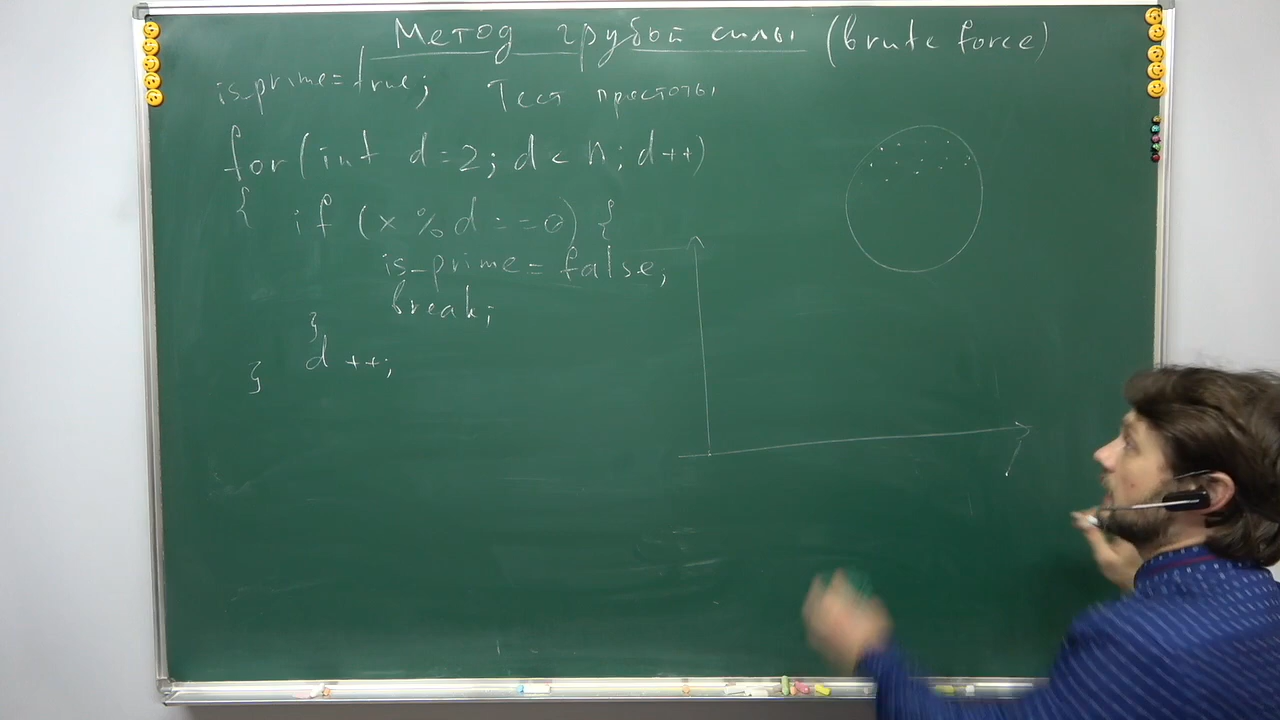 Метод грубой силы (brute force)
is_prime=true; Тест простоты
for(int d=2; d<n; d++)
{ if (x%d==0) {
is_prime=false;
break;
}
d++;
}